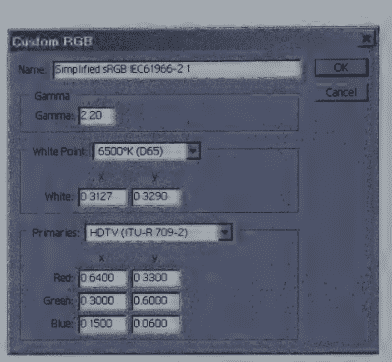 Custom RGB
Name: Simplified sRGB IEC61966-2.1
OK
Cancel
Gamma
Gamma: 2.20
White Point: 6500°K (D65)
x y
White: 0.3127 0.3290
Primaries: HDTV (ITU-R 709-2)
x y
Red: 0.6400 0.3300
Green: 0.3000 0.6000
Blue: 0.1500 0.0600